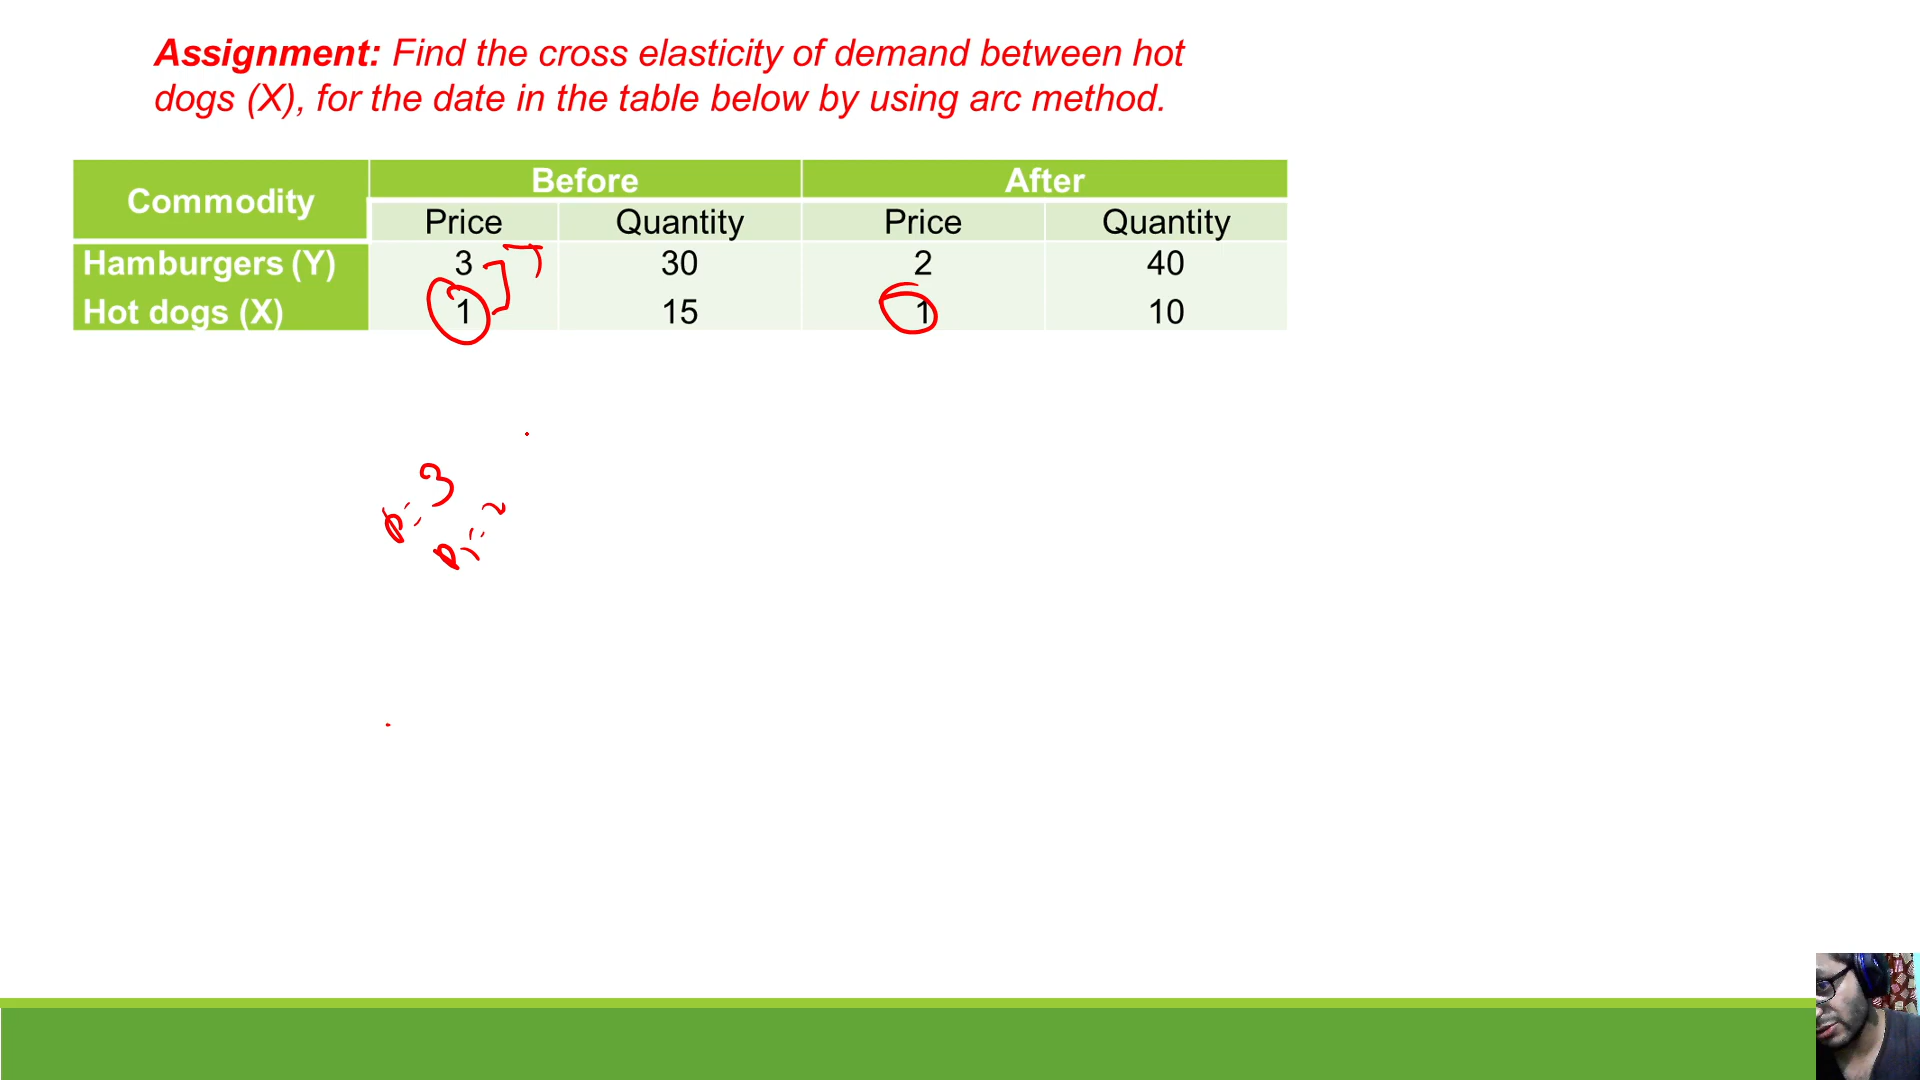 Assignment: Find the cross elasticity of demand between hot
dogs (X), for the date in the table below by using arc method.
Commodity Before After
Price Quantity Price Quantity
Hamburgers (Y) 3 30 2 40
Hot dogs (X) 1 15 1 10
3
2